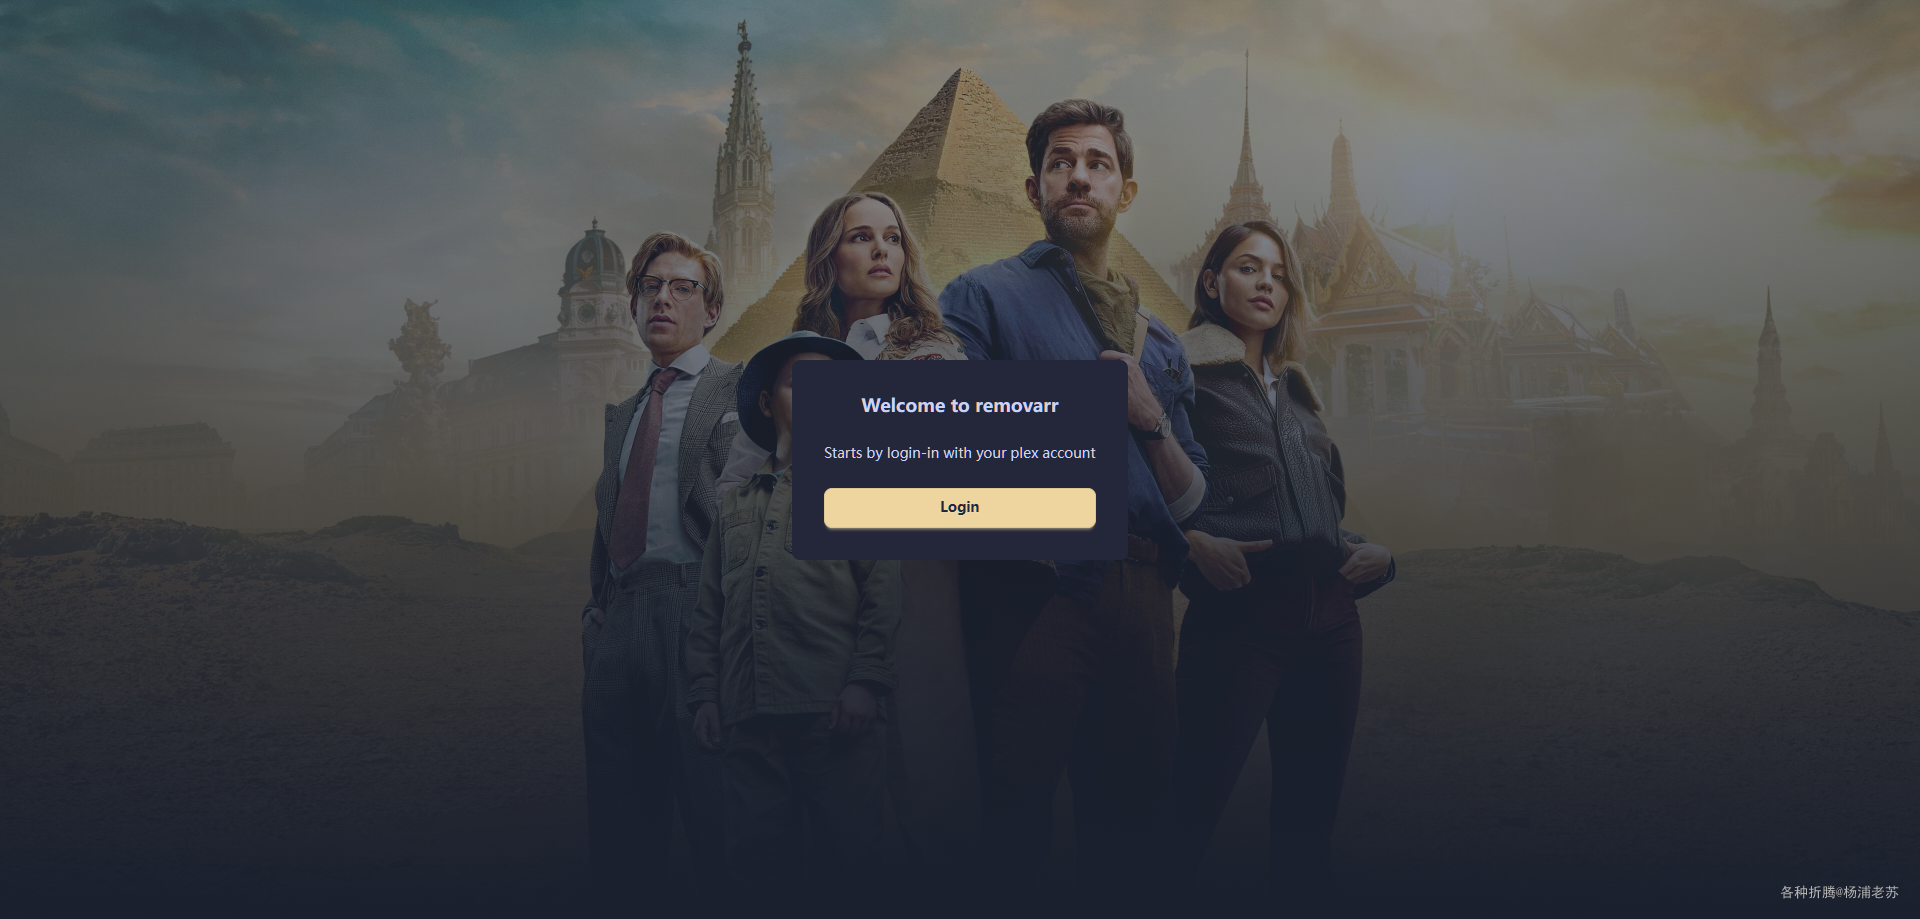 Welcome to removarr
Starts by login-in with your plex account
Login
各种折腾@杨浦老苏